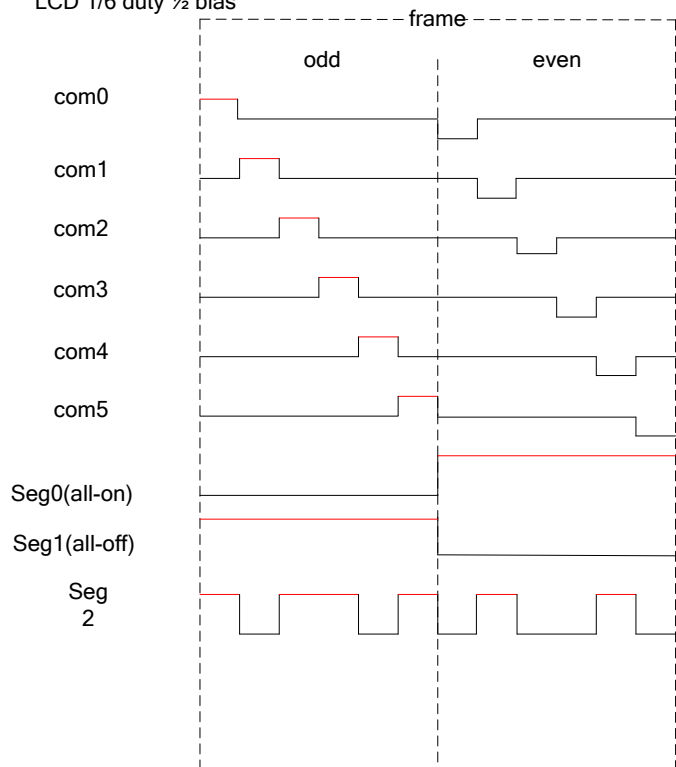 LCD 1/6 duty ½ bias
frame
odd even
com0
com1
com2
com3
com4
com5
Seg0(all-on)
Seg1(all-off)
Seg
2